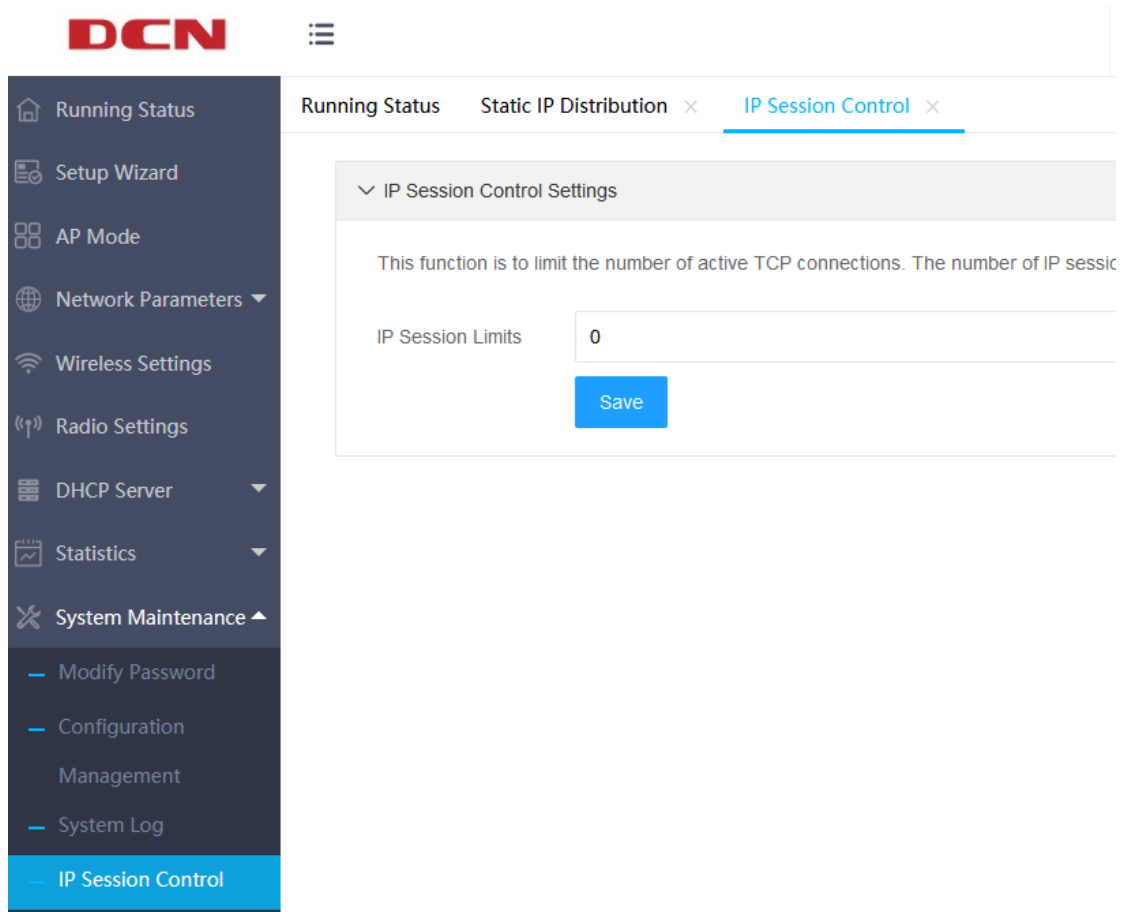 DCN
Running Status
Setup Wizard
AP Mode
Network Parameters
Wireless Settings
Radio Settings
DHCP Server
Statistics
System Maintenance
Modify Password
Configuration
Management
System Log
IP Session Control
Running Status Static IP Distribution IP Session Control
IP Session Control Settings
This function is to limit the number of active TCP connections. The number of IP
IP Session Limits 0
Save